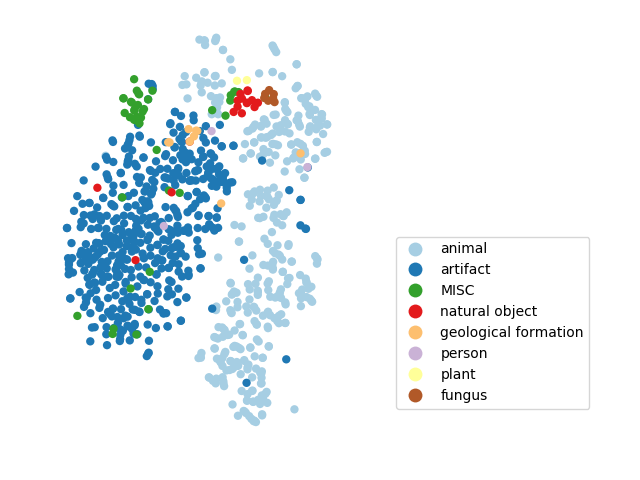 animal
artifact
MISC
natural object
geological formation
person
plant
fungus